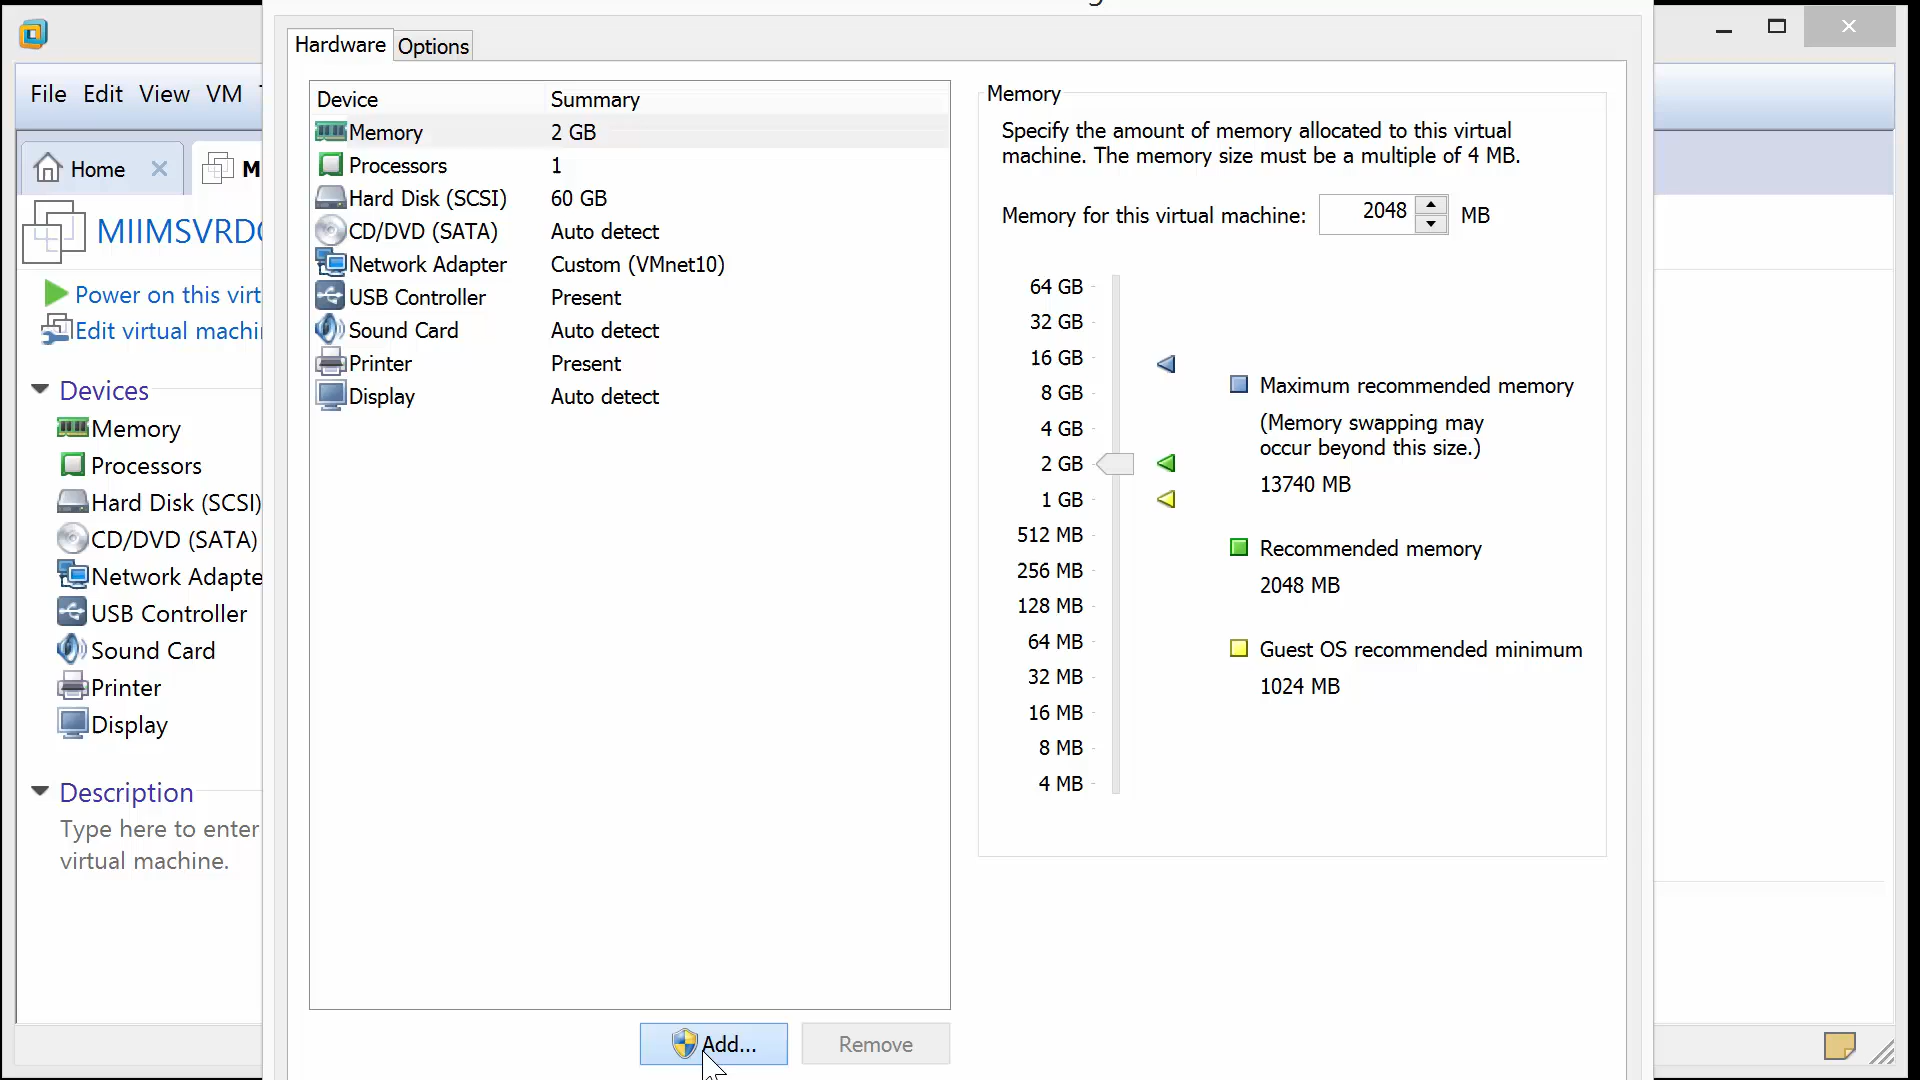 Hardware
Options
File Edit View VM
Home
M
MIIMSVRD
Power on this virt
Edit virtual machi
Devices
Memory
Processors
Hard Disk (SCSI)
CD/DVD (SATA)
Network Adapte
USB Controller
Sound Card
Printer
Display
Description
Type here to enter
virtual machine.
Device Summary
Memory 2 GB
Processors 1
Hard Disk (SCSI) 60 GB
CD/DVD (SATA) Auto detect
Network Adapter Custom (VMnet10)
USB Controller Present
Sound Card Auto detect
Printer Present
Display Auto detect
Add...
Remove
Memory
Specify the amount of memory allocated to this virtual
machine. The memory size must be a multiple of 4 MB.
Memory for this virtual machine: 2048 MB
64 GB
32 GB
16 GB
8 GB
4 GB
2 GB
1 GB
512 MB
256 MB
128 MB
64 MB
32 MB
16 MB
8 MB
4 MB
Maximum recommended memory
(Memory swapping may
occur beyond this size.)
13740 MB
Recommended memory
2048 MB
Guest OS recommended minimum
1024 MB